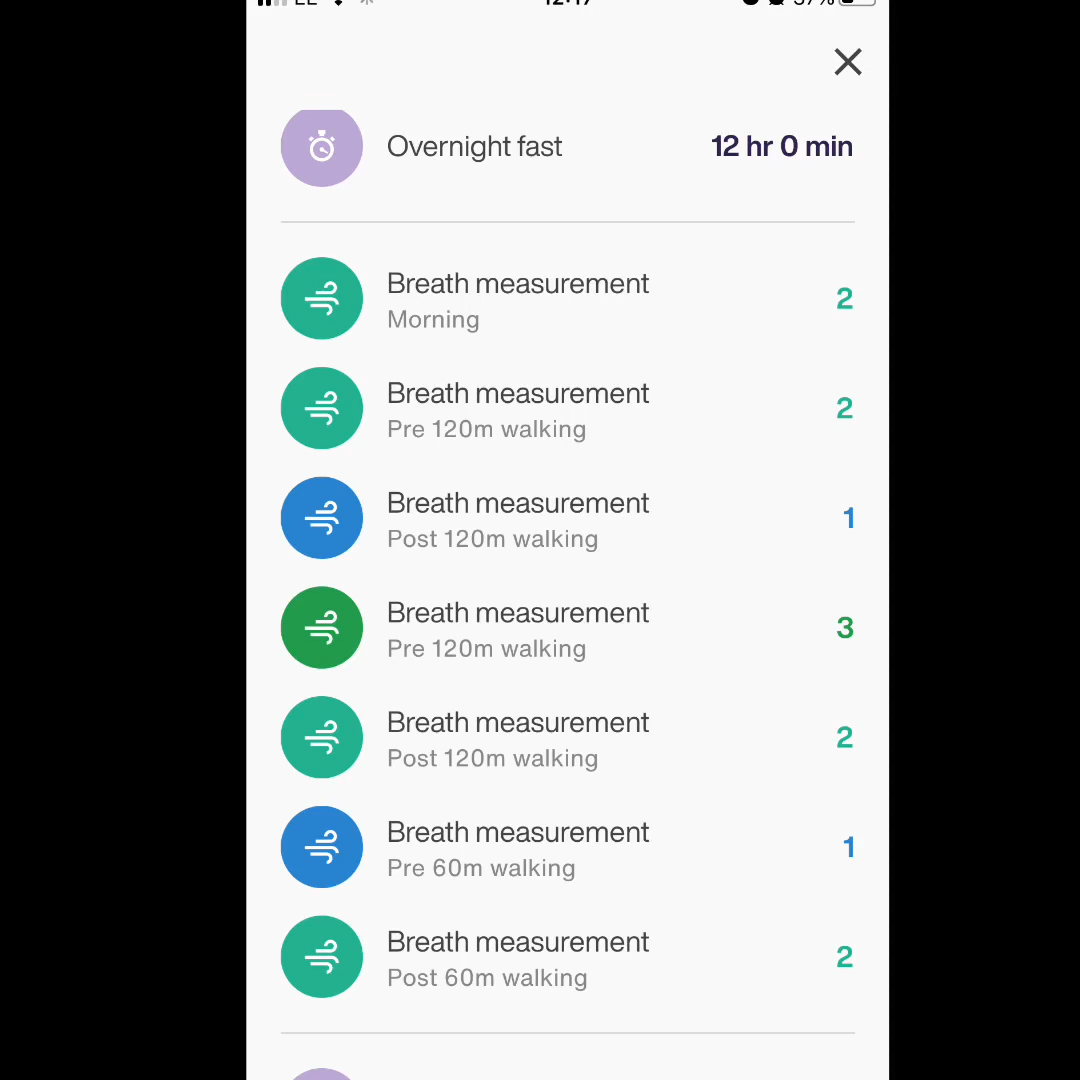 Overnight fast
12 hr 0 min
Breath measurement
Morning
2
Breath measurement
Pre 120m walking
2
Breath measurement
Post 120m walking
1
Breath measurement
Pre 120m walking
3
Breath measurement
Post 120m walking
2
Breath measurement
Pre 60m walking
1
Breath measurement
Post 60m walking
2